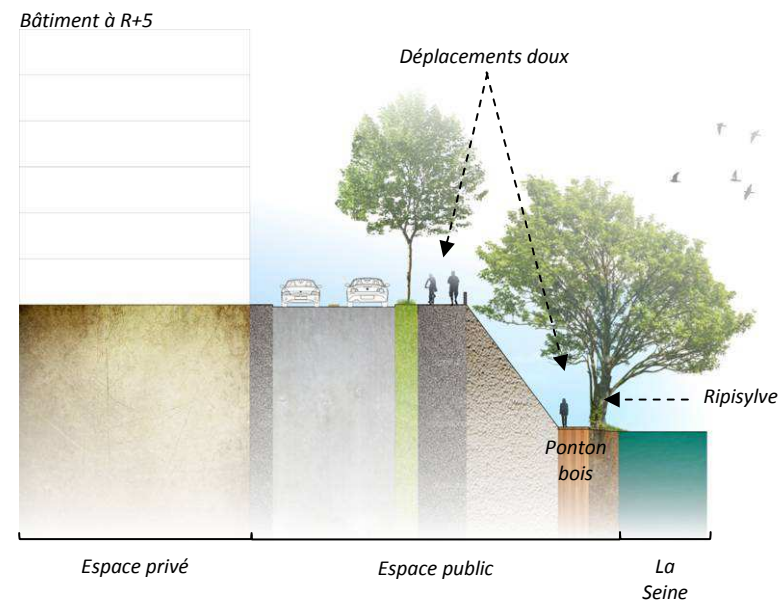 Bâtiment à R+5
Déplacements doux
Ripisylve
Ponton
bois
Espace privé
Espace public
La
Seine